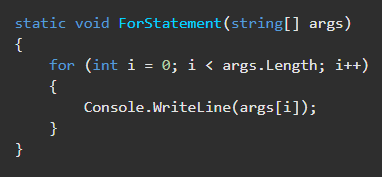 static void ForStatement(string[] args)
{
    for (int i = 0; i < args.Length; i++)
    {
        Console.WriteLine(args[i]);
    }
}